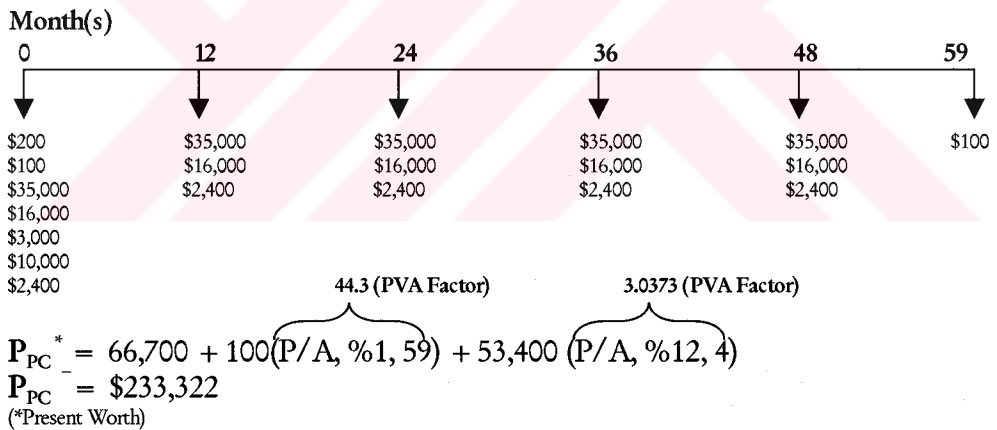 Month(s)
0 12 24 36 48 59
$200 $35,000 $35,000 $35,000 $35,000 $100
$100 $16,000 $16,000 $16,000 $16,000
$35,000 $2,400 $2,400 $2,400 $2,400
$16,000
$3,000
$10,000
$2,400
44.3 (PVA Factor) 3.0373 (PVA Factor)
P_PC* = 66,700 + 100(P/A, %1, 59) + 53,400 (P/A, %12, 4)
P_PC = $233,322
(*Present Worth)